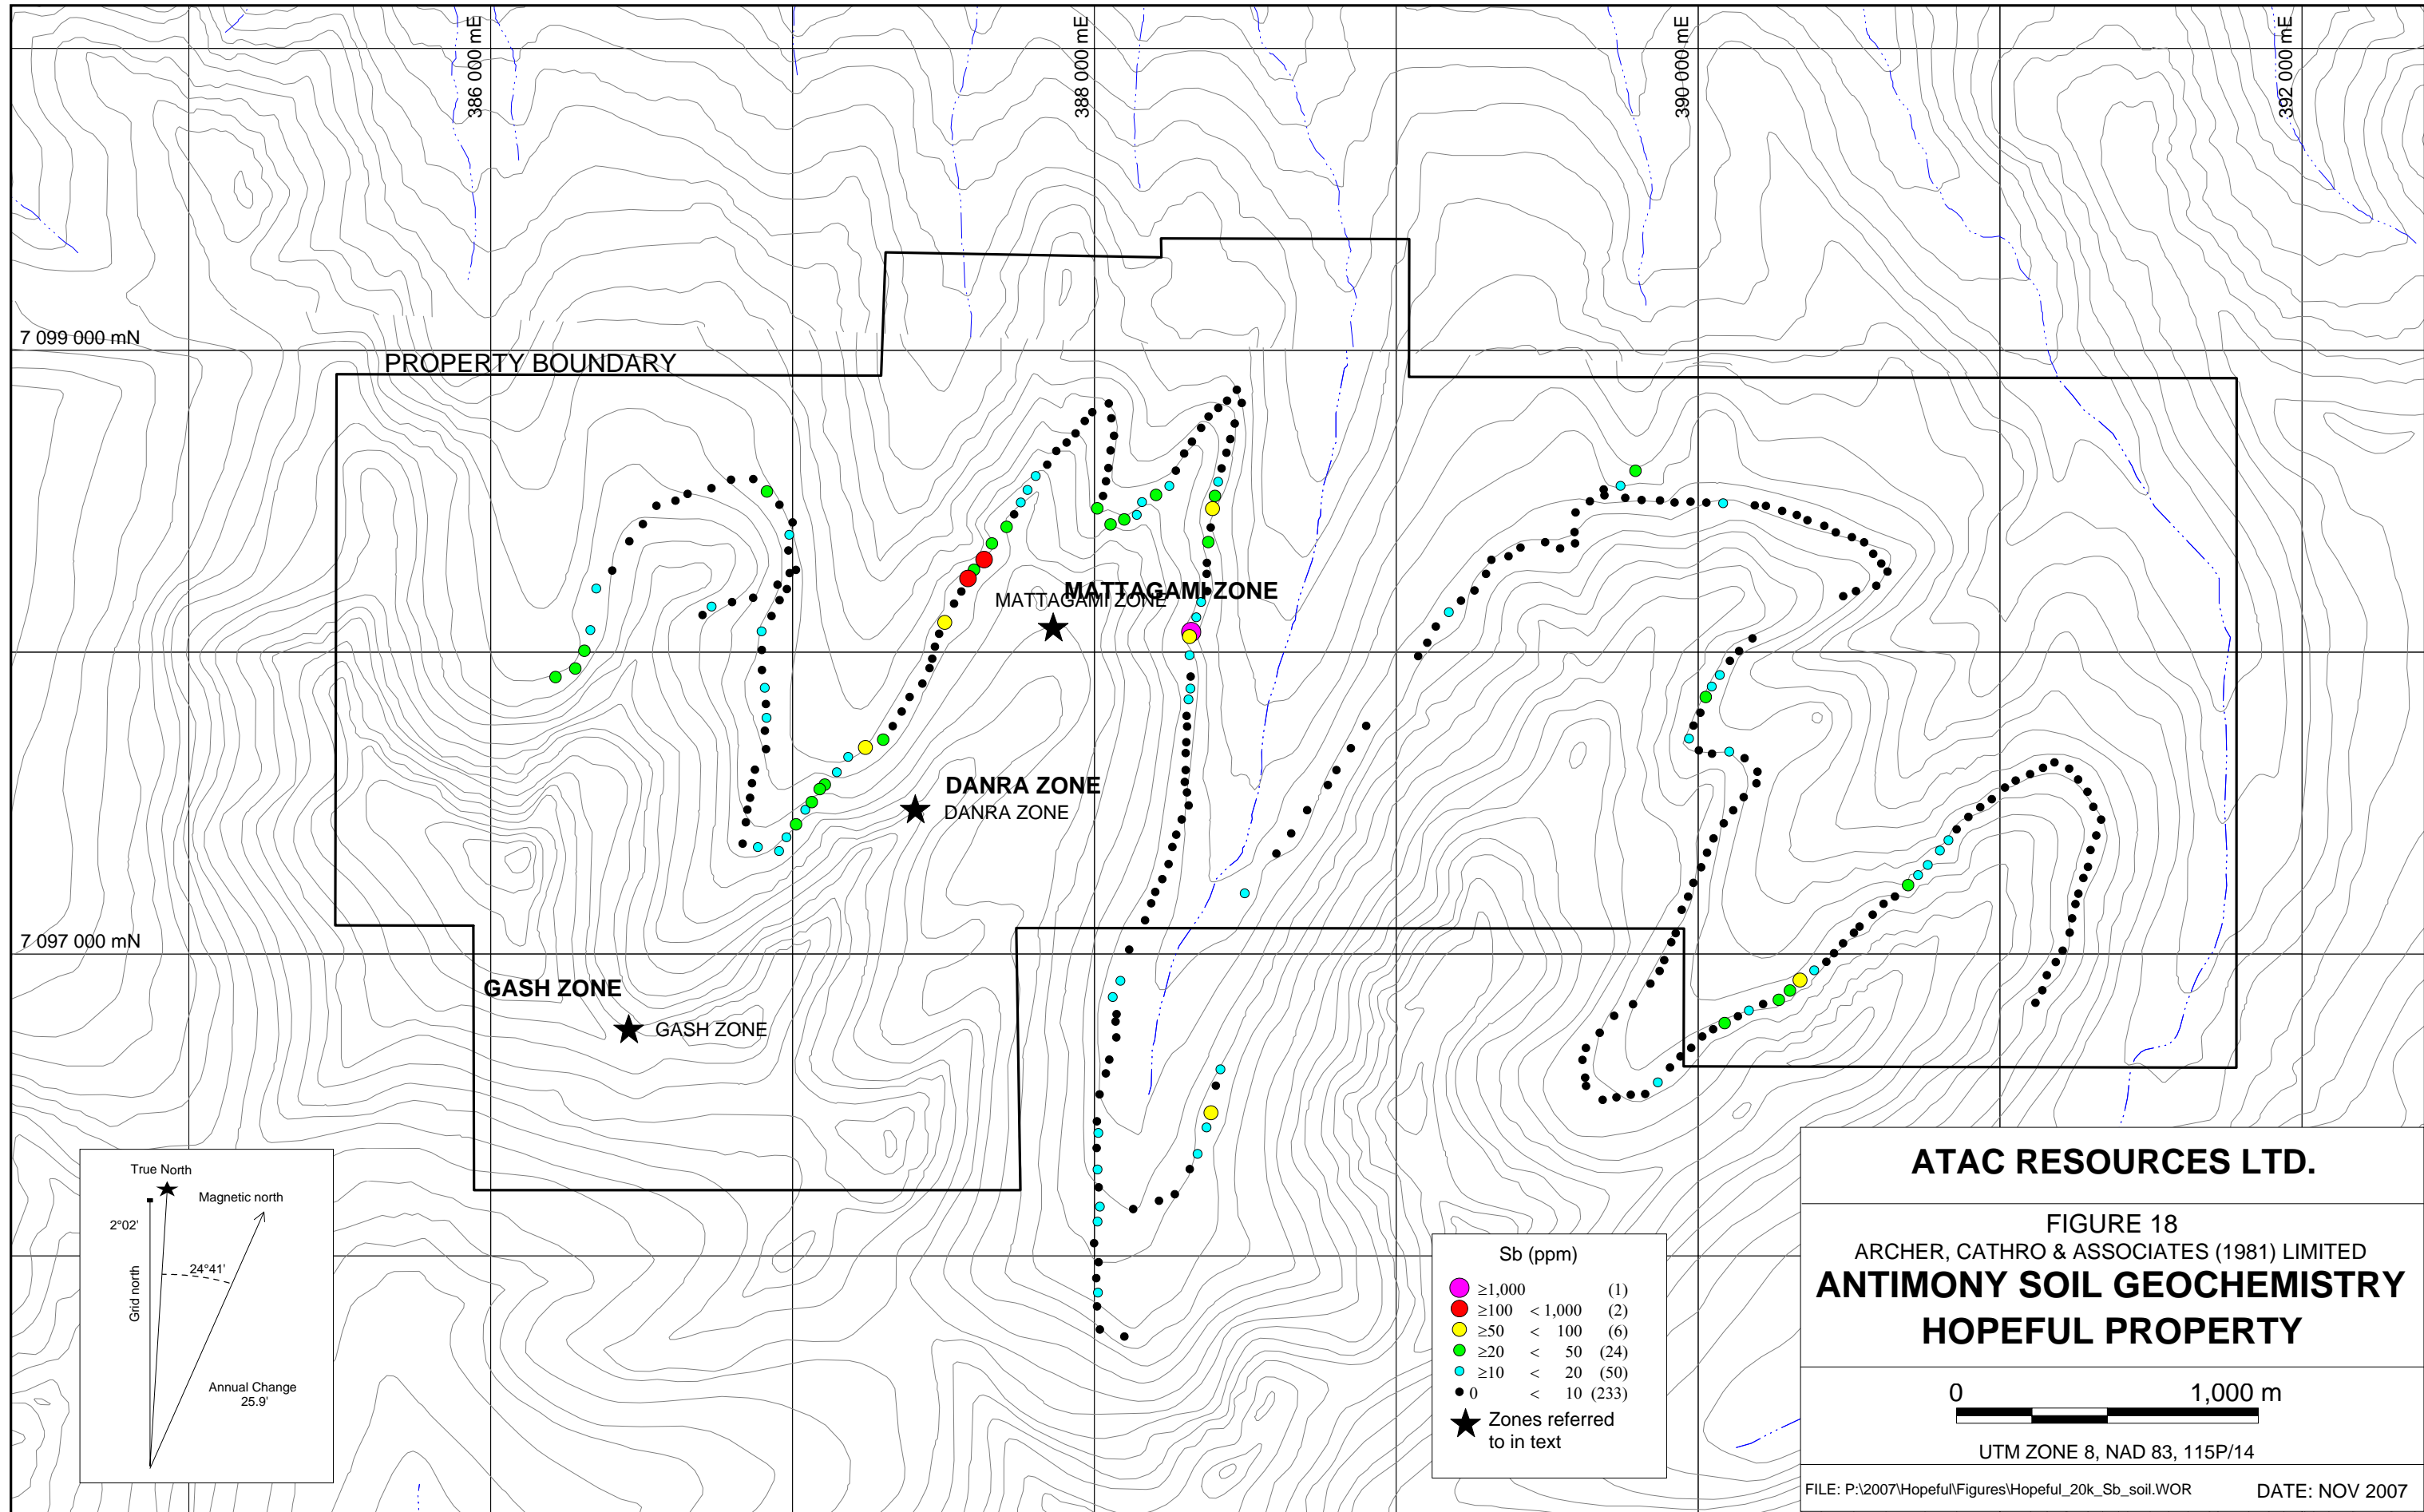 386 000 mE
388 000 mE
390 000 mE
392 000 mE
7 099 000 mN
PROPERTY BOUNDARY
MATTAGAMI ZONE
MATTAGAMI ZONE
DANRA ZONE
DANRA ZONE
7 097 000 mN
GASH ZONE
GASH ZONE
True North
Magnetic north
2°02'
24°41'
Grid north
Annual Change
25.9'
Sb (ppm)
≥1,000 (1)
≥100 < 1,000 (2)
≥50 < 100 (6)
≥20 < 50 (24)
≥10 < 20 (50)
0 < 10 (233)
Zones referred
to in text
ATAC RESOURCES LTD.
FIGURE 18
ARCHER, CATHRO & ASSOCIATES (1981) LIMITED
ANTIMONY SOIL GEOCHEMISTRY
HOPEFUL PROPERTY
0 1,000 m
UTM ZONE 8, NAD 83, 115P/14
FILE: P:\2007\Hopeful\Figures\Hopeful_20k_Sb_soil.WOR DATE: NOV 2007